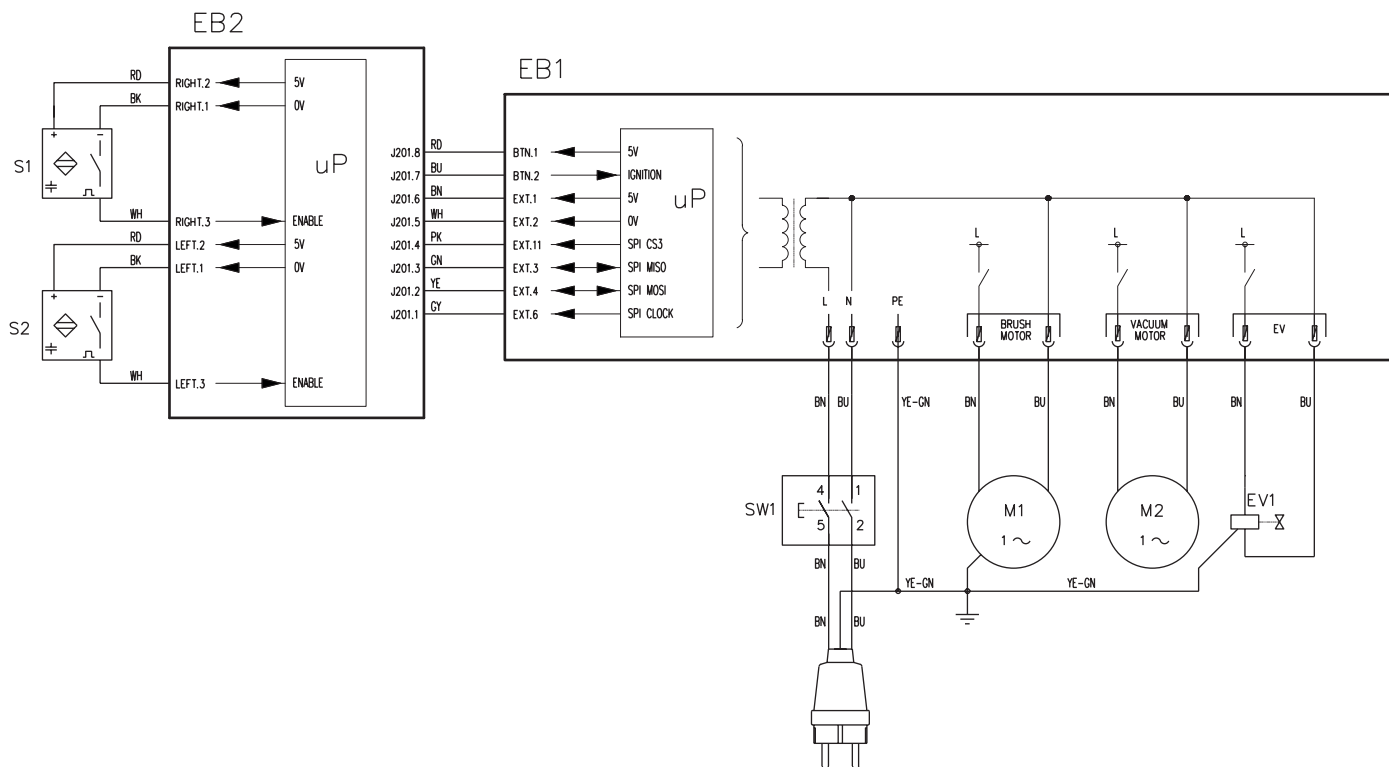 EB2
EB1
RD RIGHT.2 5V
BK RIGHT.1 0V
+ −
S1
uP
WH RIGHT.3 ENABLE
RD LEFT.2 5V
BK LEFT.1 0V
+ −
S2
WH LEFT.3 ENABLE
J201.8 RD BTN.1 5V
J201.7 BU BTN.2 IGNITION
J201.6 BN EXT.1 5V
J201.5 WH EXT.2 0V
J201.4 PK EXT.11 SPI CS3
J201.3 GN EXT.3 SPI MISO
J201.2 YE EXT.4 SPI MOSI
J201.1 GY EXT.6 SPI CLOCK
uP
L L L
L N PE
BRUSH
MOTOR
VACUUM
MOTOR
EV
BN BU YE-GN BN BU BN BU BN BU
SW1
4 1
5 2
M1
1 ~
M2
1 ~
EV1
BN BU YE-GN YE-GN
BN BU